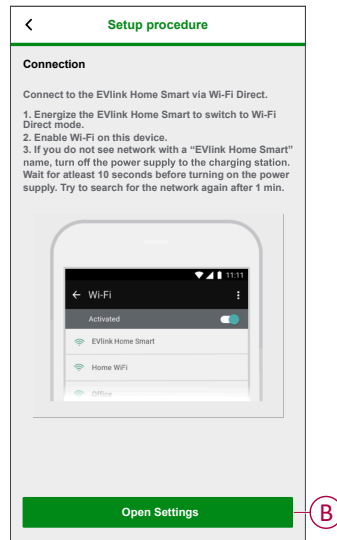 Setup procedure
Connection
Connect to the EVlink Home Smart via Wi-Fi Direct.
1. Energize the EVlink Home Smart to switch to Wi-Fi
Direct mode.
2. Enable Wi-Fi on this device.
3. If you do not see network with a “EVlink Home Smart”
name, turn off the power supply to the charging station.
Wait for atleast 10 seconds before turning on the power
supply. Try to search for the network again after 1 min.
11:11
Wi-Fi
Activated
EVlink Home Smart
Home WiFi
Office
Open Settings
B